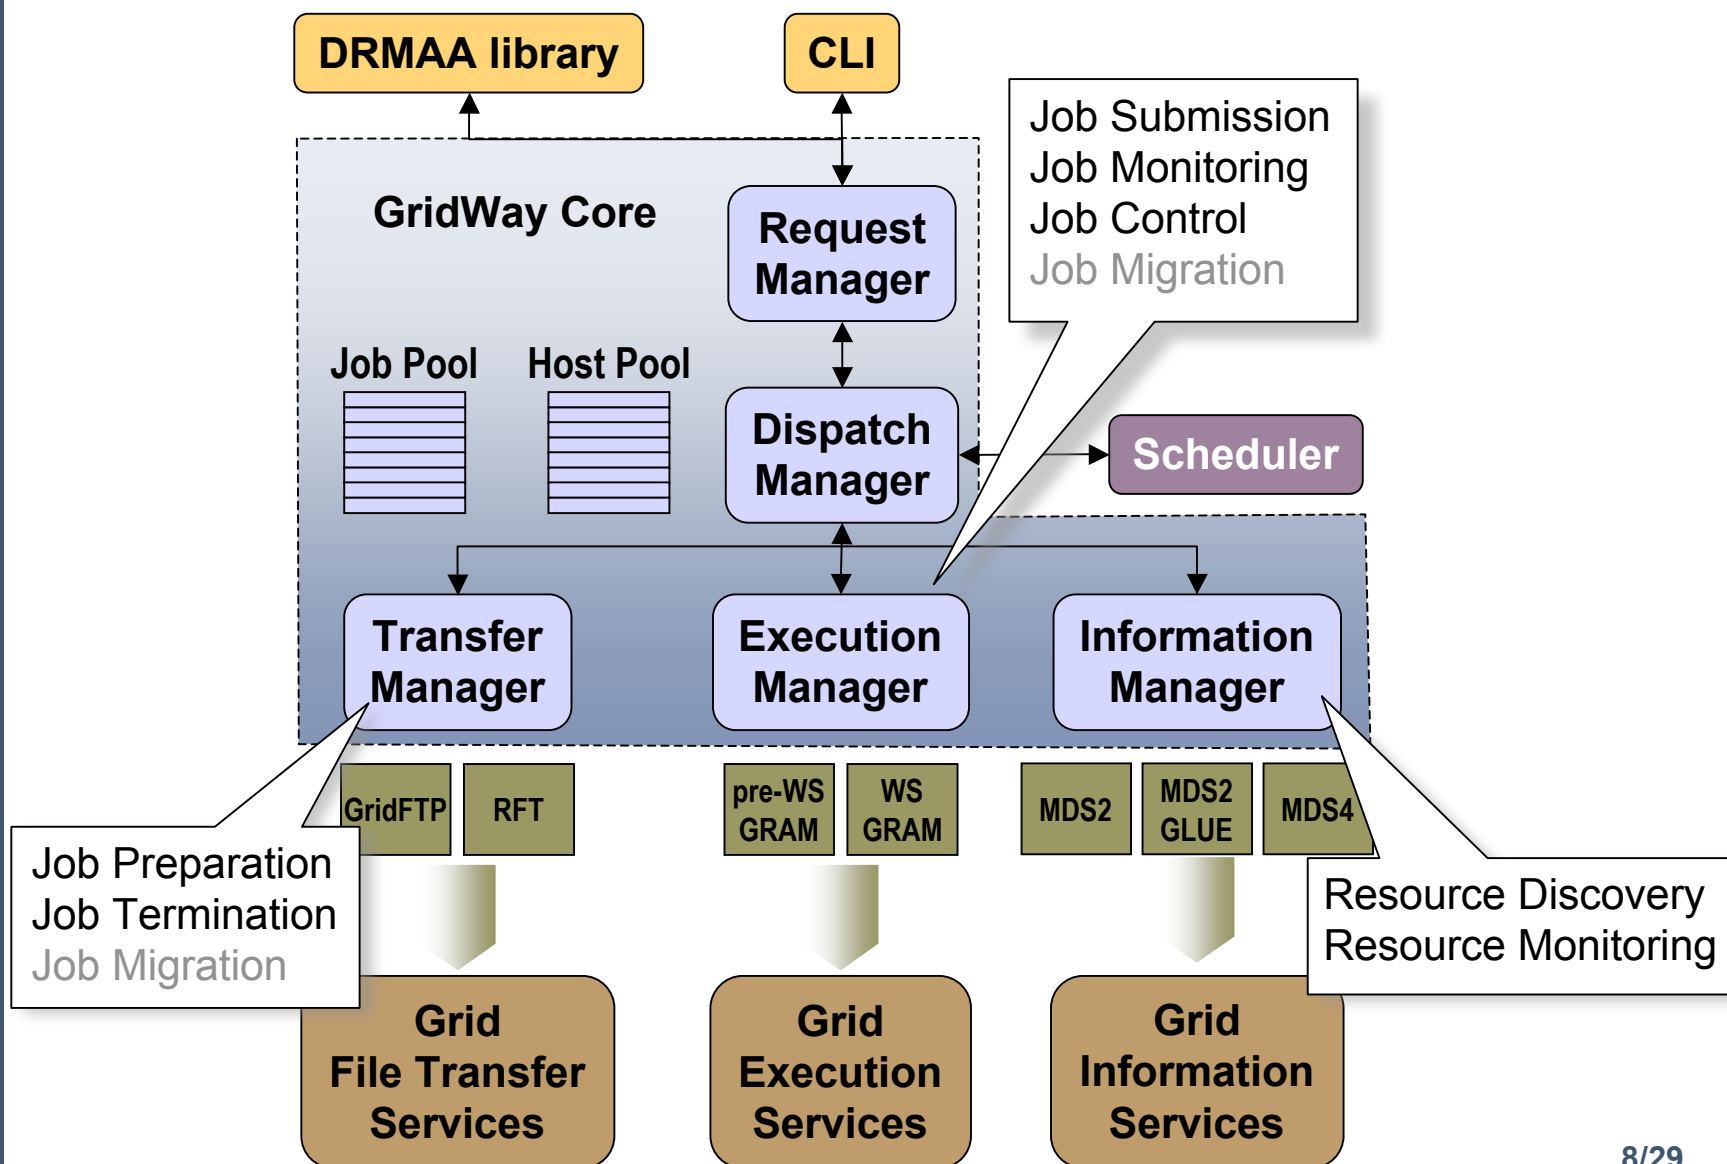 DRMAA library
CLI
Job Submission
Job Monitoring
Job Control
Job Migration
GridWay Core
Request
Manager
Job Pool
Host Pool
Dispatch
Manager
Scheduler
Transfer
Manager
Execution
Manager
Information
Manager
GridFTP
RFT
pre-WS
GRAM
WS
GRAM
MDS2
MDS2
GLUE
MDS4
Job Preparation
Job Termination
Job Migration
Resource Discovery
Resource Monitoring
Grid
File Transfer
Services
Grid
Execution
Services
Grid
Information
Services
8/29